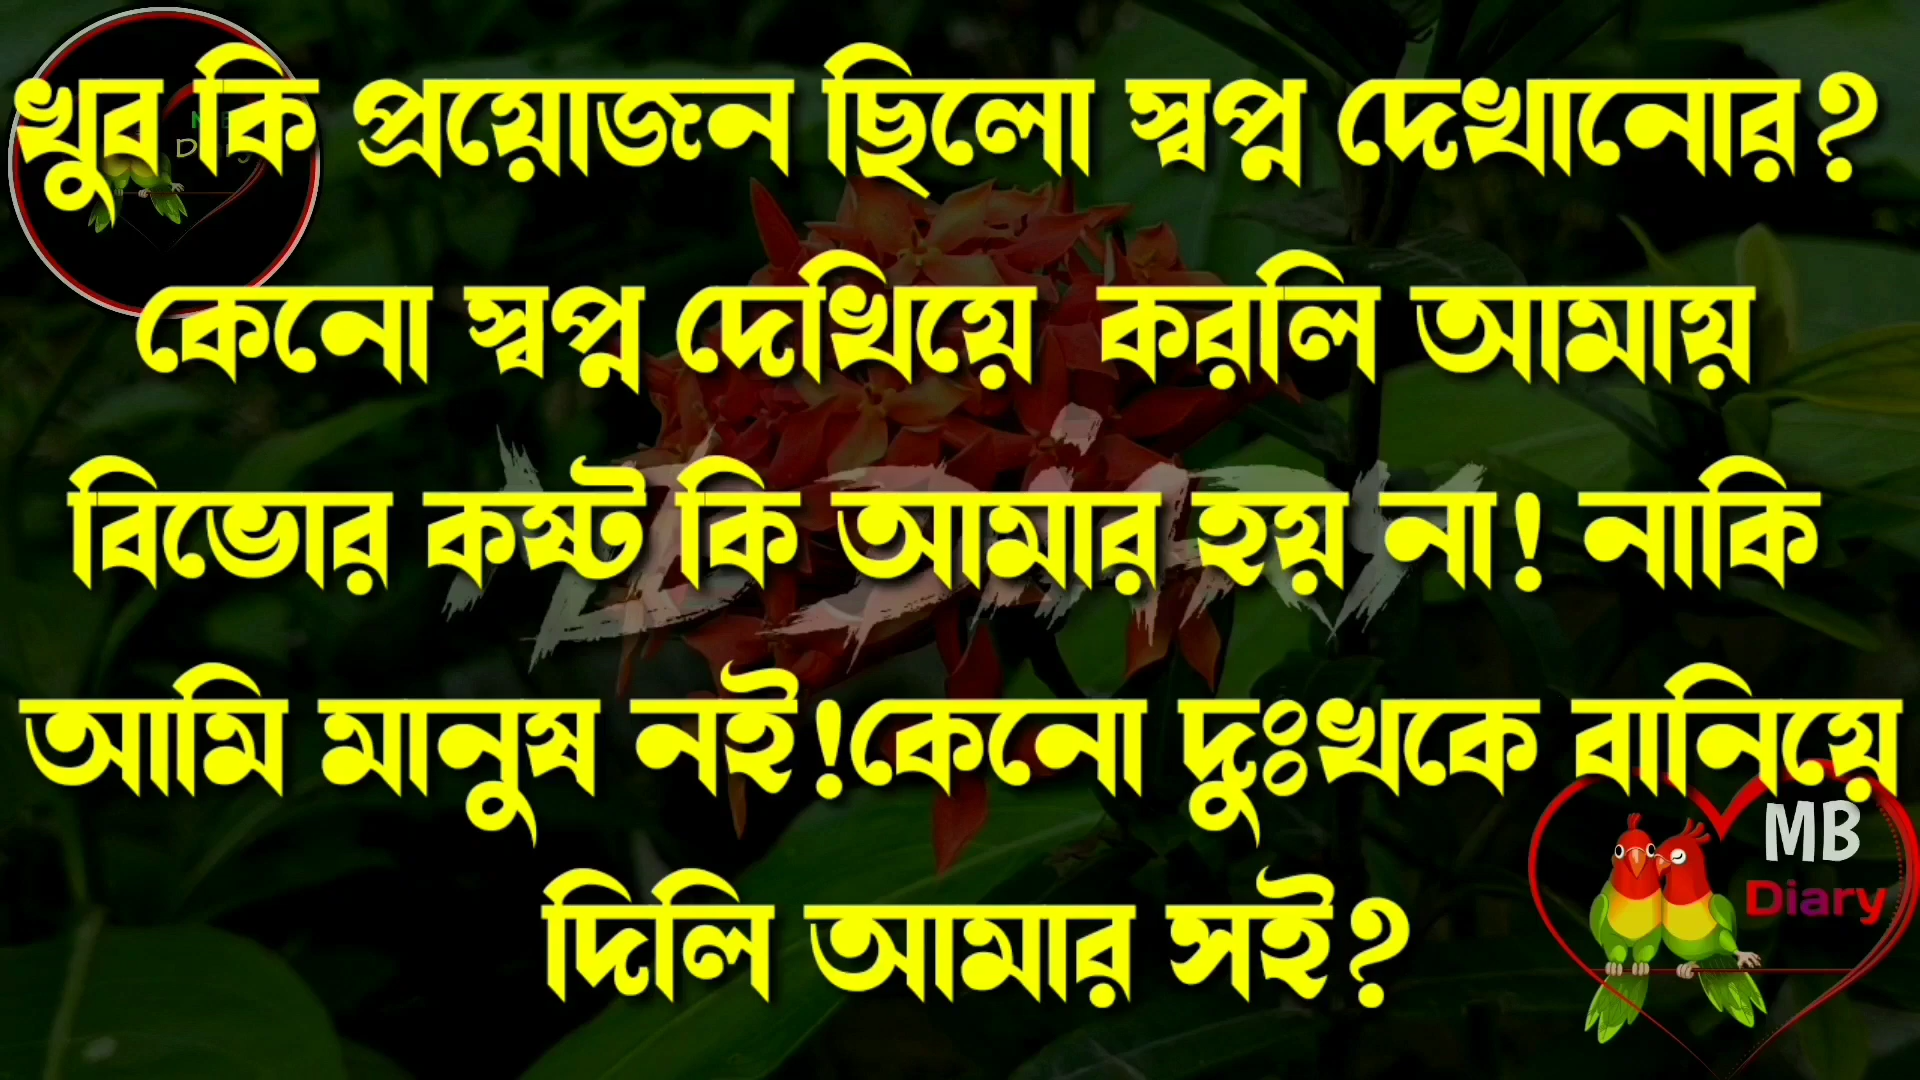 খুব কি প্রয়োজন ছিলো স্বপ্ন দেখানোর?
কেনো স্বপ্ন দেখিয়ে করলি আমায়
বিভোর কষ্ট কি আমার হয় না! নাকি
আমি মানুষ নই!কেনো দুঃখকে বানিয়ে
দিলি আমার সই?
MB
Diary